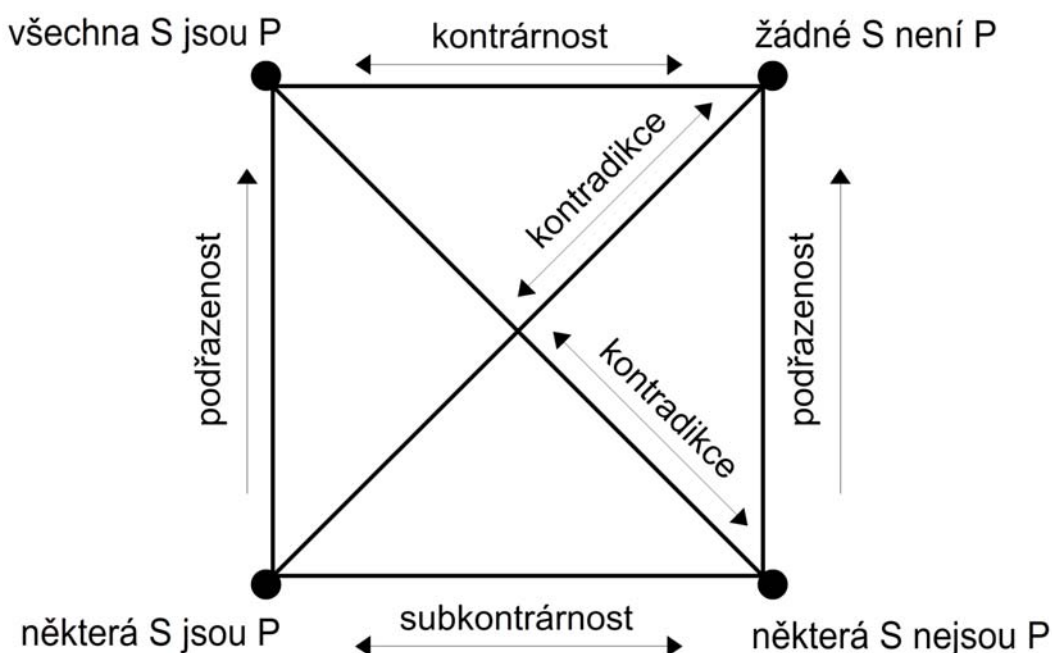 všechna S jsou P
kontrárnost
žádné S není P
kontradikce
podřazenost
podřazenost
kontradikce
některá S jsou P
subkontrárnost
některá S nejsou P